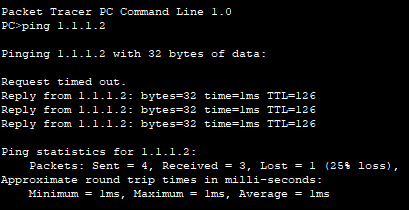 Packet Tracer PC Command Line 1.0
PC>ping 1.1.1.2
Pinging 1.1.1.2 with 32 bytes of data:
Request timed out.
Reply from 1.1.1.2: bytes=32 time=1ms TTL=126
Reply from 1.1.1.2: bytes=32 time=1ms TTL=126
Reply from 1.1.1.2: bytes=32 time=1ms TTL=126
Ping statistics for 1.1.1.2:
Packets: Sent = 4, Received = 3, Lost = 1 (25% loss),
Approximate round trip times in milli-seconds:
Minimum = 1ms, Maximum = 1ms, Average = 1ms